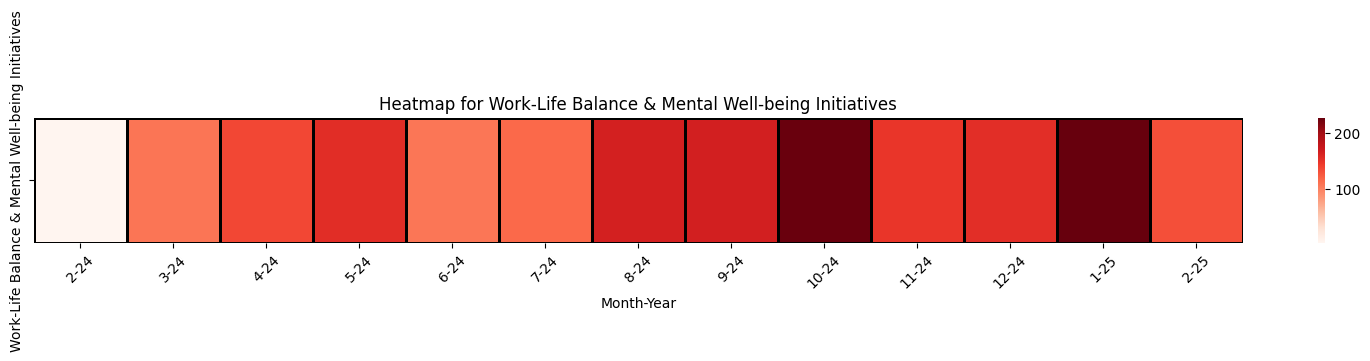 Heatmap for Work-Life Balance & Mental Well-being Initiatives
Work-Life Balance & Mental Well-being Initiatives
200
100
2-24 3-24 4-24 5-24 6-24 7-24 8-24 9-24 10-24 11-24 12-24 1-25 2-25
Month-Year